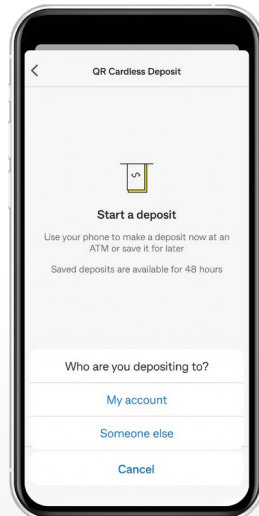 QR Cardless Deposit
Start a deposit
Use your phone to make a deposit now at an
ATM or save it for later
Saved deposits are available for 48 hours
Who are you depositing to?
My account
Someone else
Cancel